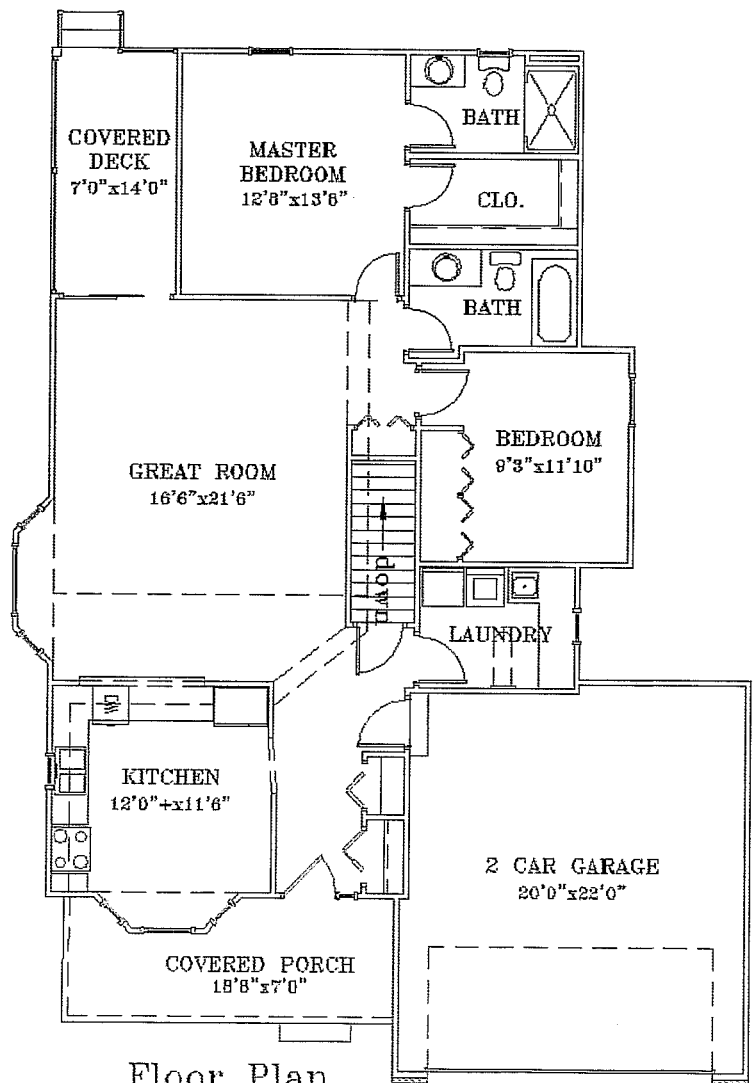 COVERED
DECK
7'0"x14'0"
MASTER
BEDROOM
12'8"x13'6"
BATH
CLO.
BATH
BEDROOM
9'3"x11'10"
GREAT ROOM
16'6"x21'6"
down
LAUNDRY
KITCHEN
12'0"+x11'6"
2 CAR GARAGE
20'0"x22'0"
COVERED PORCH
18'8"x7'0"
Floor Plan